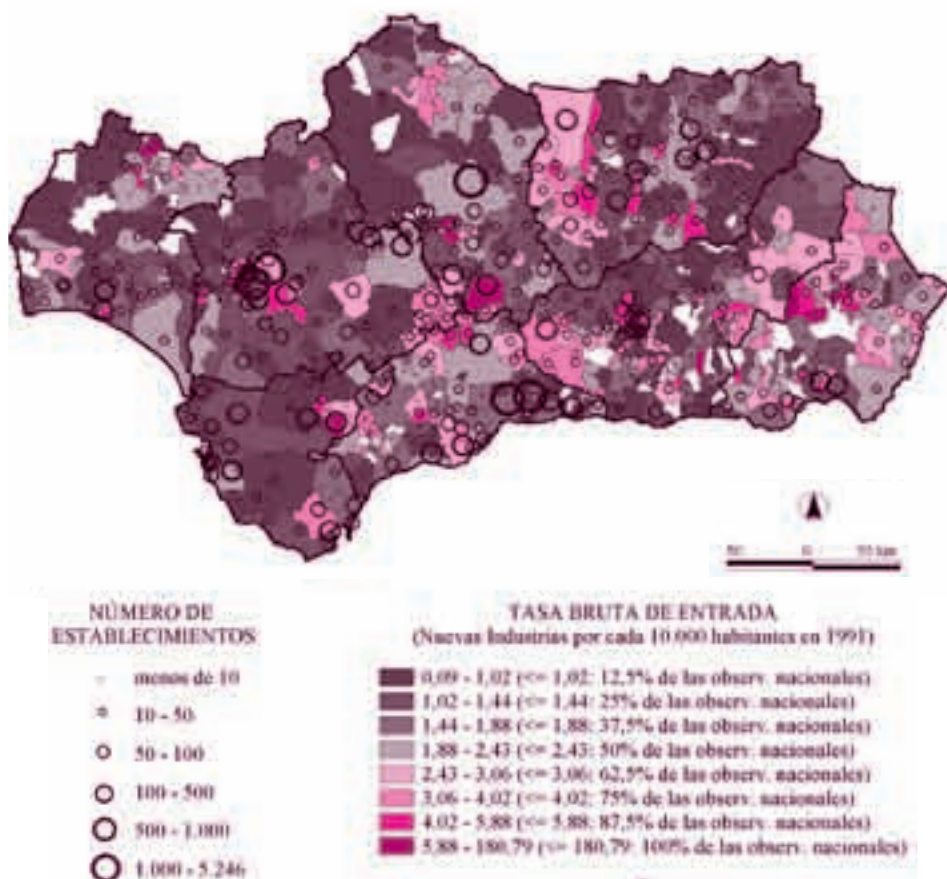 50 0 50 km
NÚMERO DE
ESTABLECIMIENTOS
menos de 10
10 - 50
50 - 100
100 - 500
500 - 1.000
1.000 - 5.246
TASA BRUTA DE ENTRADA
(Nuevas Industrias por cada 10.000 habitantes en 1991)
0,09 - 1,02 (<= 1,02: 12,5% de las observ. nacionales)
1,02 - 1,44 (<= 1,44: 25% de las observ. nacionales)
1,44 - 1,88 (<= 1,88: 37,5% de las observ. nacionales)
1,88 - 2,43 (<= 2,43: 50% de las observ. nacionales)
2,43 - 3,06 (<= 3,06: 62,5% de las observ. nacionales)
3,06 - 4,02 (<= 4,02: 75% de las observ. nacionales)
4,02 - 5,88 (<= 5,88: 87,5% de las observ. nacionales)
5,88 - 180,79 (<= 180,79: 100% de las observ. nacionales)